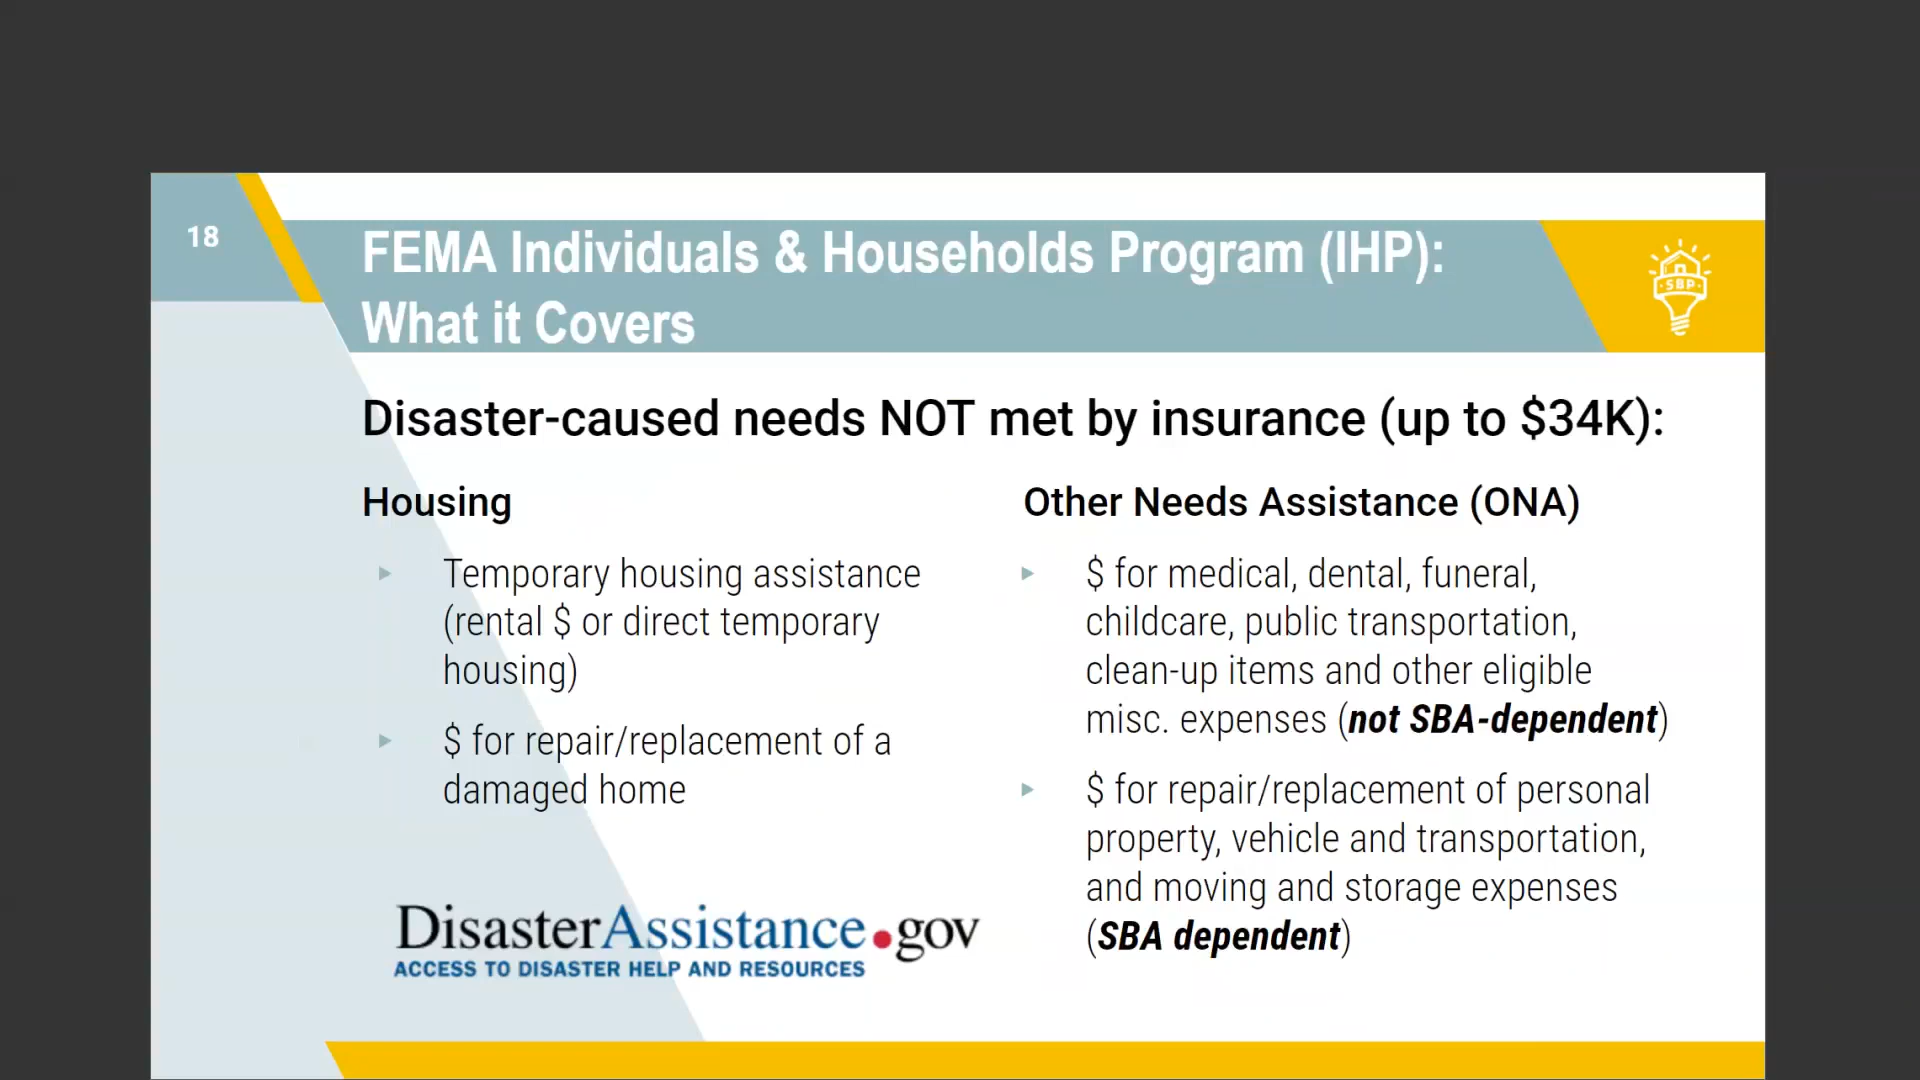 18
FEMA Individuals & Households Program (IHP):
What it Covers
SBP
Disaster-caused needs NOT met by insurance (up to $34K):
Housing
Temporary housing assistance
(rental $ or direct temporary
housing)
$ for repair/replacement of a
damaged home
DisasterAssistance.gov
ACCESS TO DISASTER HELP AND RESOURCES
Other Needs Assistance (ONA)
$ for medical, dental, funeral,
childcare, public transportation,
clean-up items and other eligible
misc. expenses (not SBA-dependent)
$ for repair/replacement of personal
property, vehicle and transportation,
and moving and storage expenses
(SBA dependent)